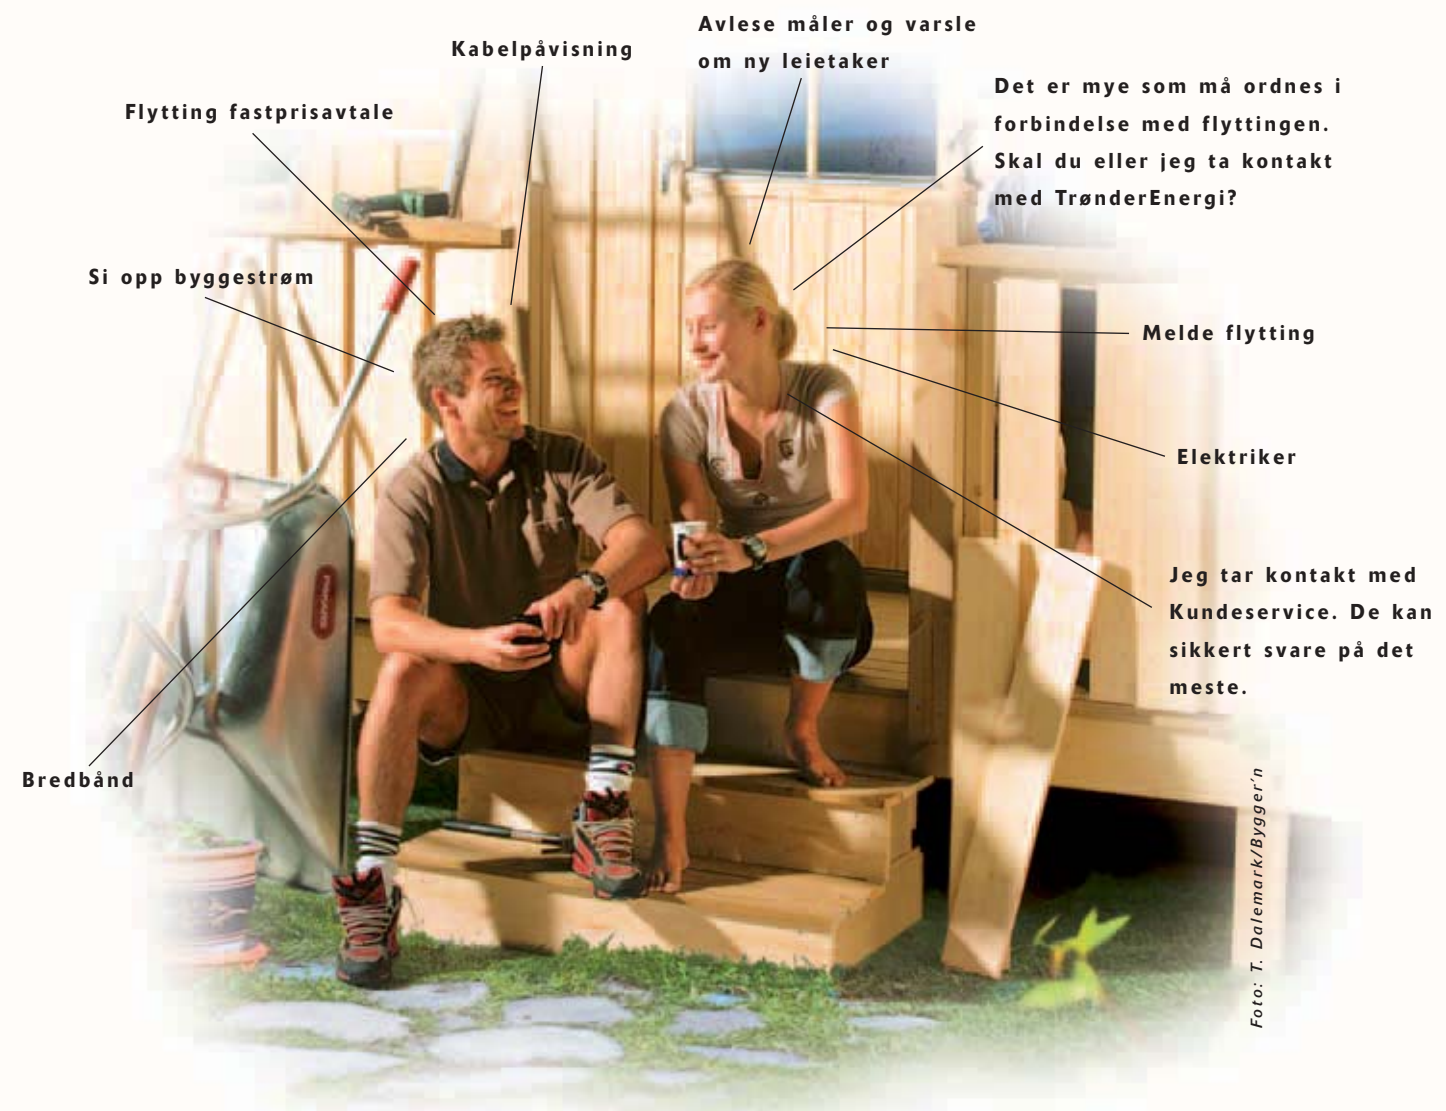 Avlese måler og varsle
om ny leietaker
Kabelpåvisning
Flytting fastprisavtale
Det er mye som må ordnes i
forbindelse med flyttingen.
Skal du eller jeg ta kontakt
med TrønderEnergi?
Si opp byggestrøm
Melde flytting
Elektriker
Jeg tar kontakt med
Kundeservice. De kan
sikkert svare på det
meste.
Bredbånd
Foto: T. Dalemark/Bygger'n